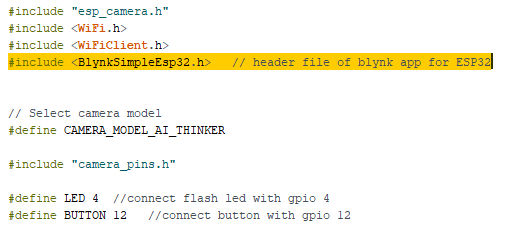 #include "esp_camera.h"
#include <WiFi.h>
#include <WiFiClient.h>
#include <BlynkSimpleEsp32.h>   // header file of blynk app for ESP32
// Select camera model
#define CAMERA_MODEL_AI_THINKER
#include "camera_pins.h"
#define LED 4  //connect flash led with gpio 4
#define BUTTON 12   //connect button with gpio 12